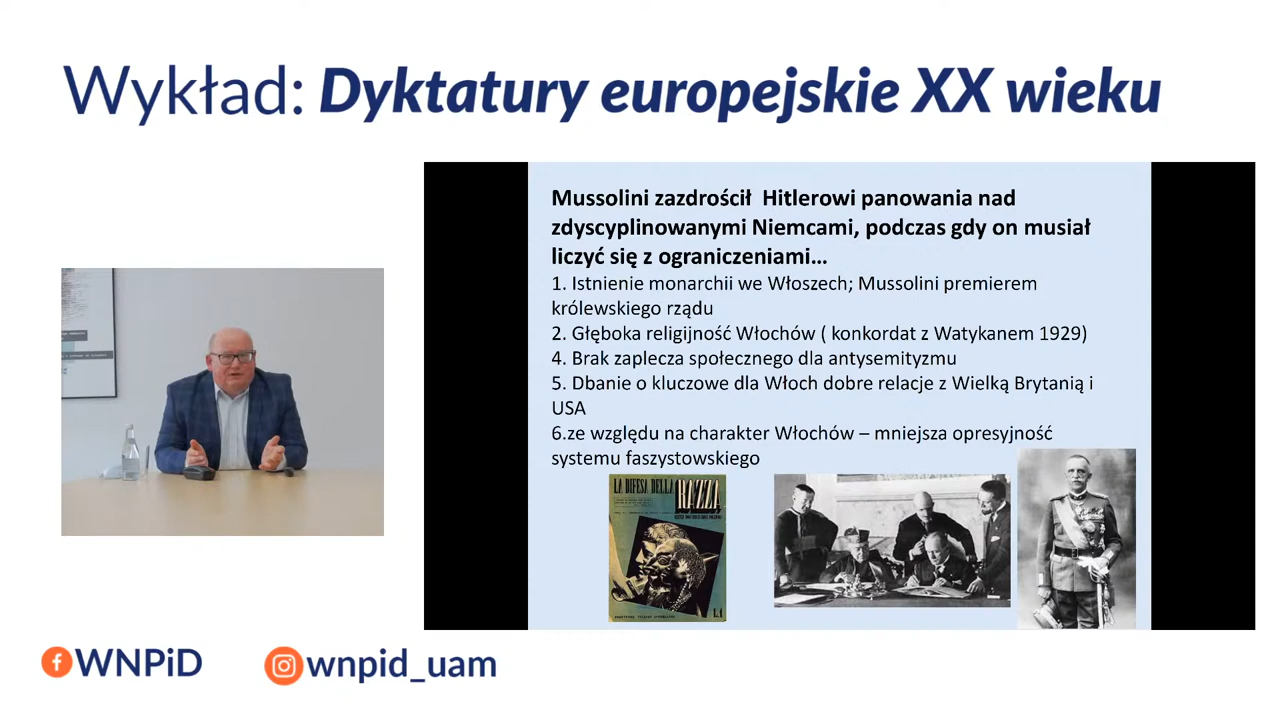 Wykład: Dyktatury europejskie XX wieku
Mussolini zazdrościł Hitlerowi panowania nad
zdyscyplinowanymi Niemcami, podczas gdy on musiał
liczyć się z ograniczeniami…
1. Istnienie monarchii we Włoszech; Mussolini premierem
królewskiego rządu
2. Głęboka religijność Włochów ( konkordat z Watykanem 1929)
4. Brak zaplecza społecznego dla antysemityzmu
5. Dbanie o kluczowe dla Włoch dobre relacje z Wielką Brytanią i
USA
6.ze względu na charakter Włochów – mniejsza opresyjność
systemu faszystowskiego
LA DIFESA DELLA
RAZZA
WNPiD
wnpid_uam